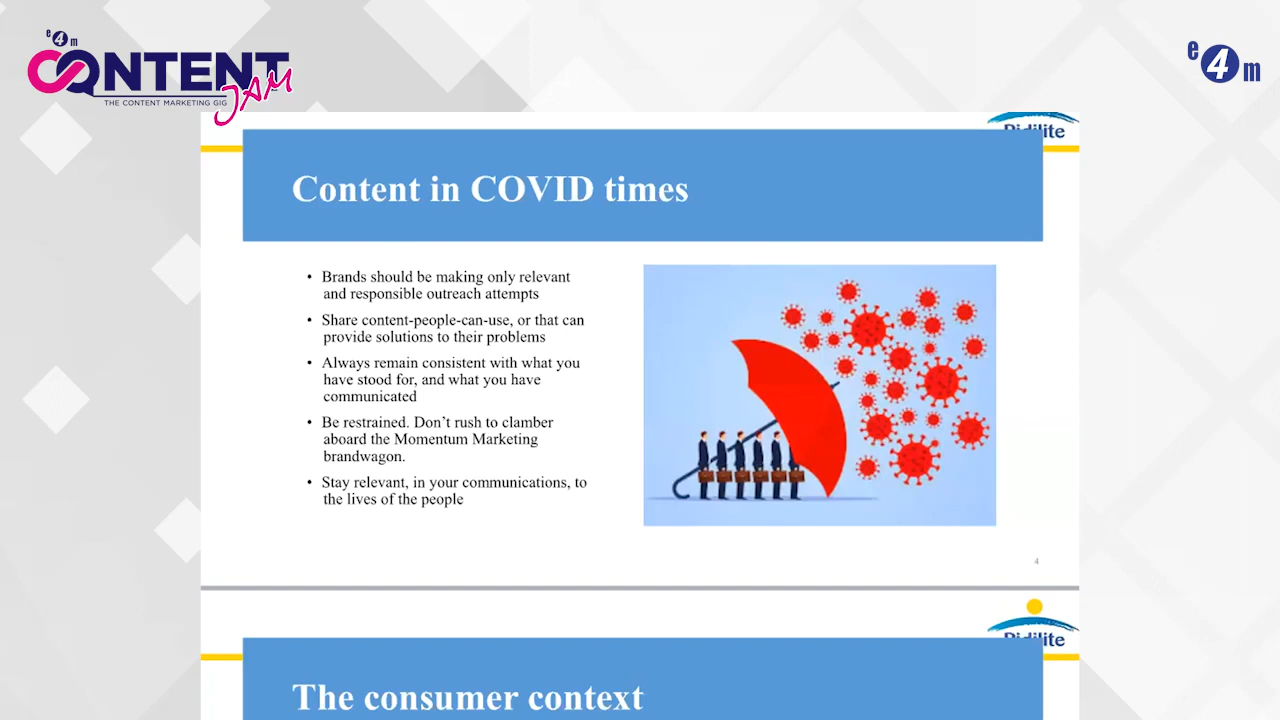 e4m
CONTENT
JAM
THE CONTENT MARKETING GIG
e4m
Pidilite
Content in COVID times
• Brands should be making only relevant
and responsible outreach attempts
• Share content-people-can-use, or that can
provide solutions to their problems
• Always remain consistent with what you
have stood for, and what you have
communicated
• Be restrained. Don’t rush to clamber
aboard the Momentum Marketing
brandwagon.
• Stay relevant, in your communications, to
the lives of the people
4
Pidilite
The consumer context